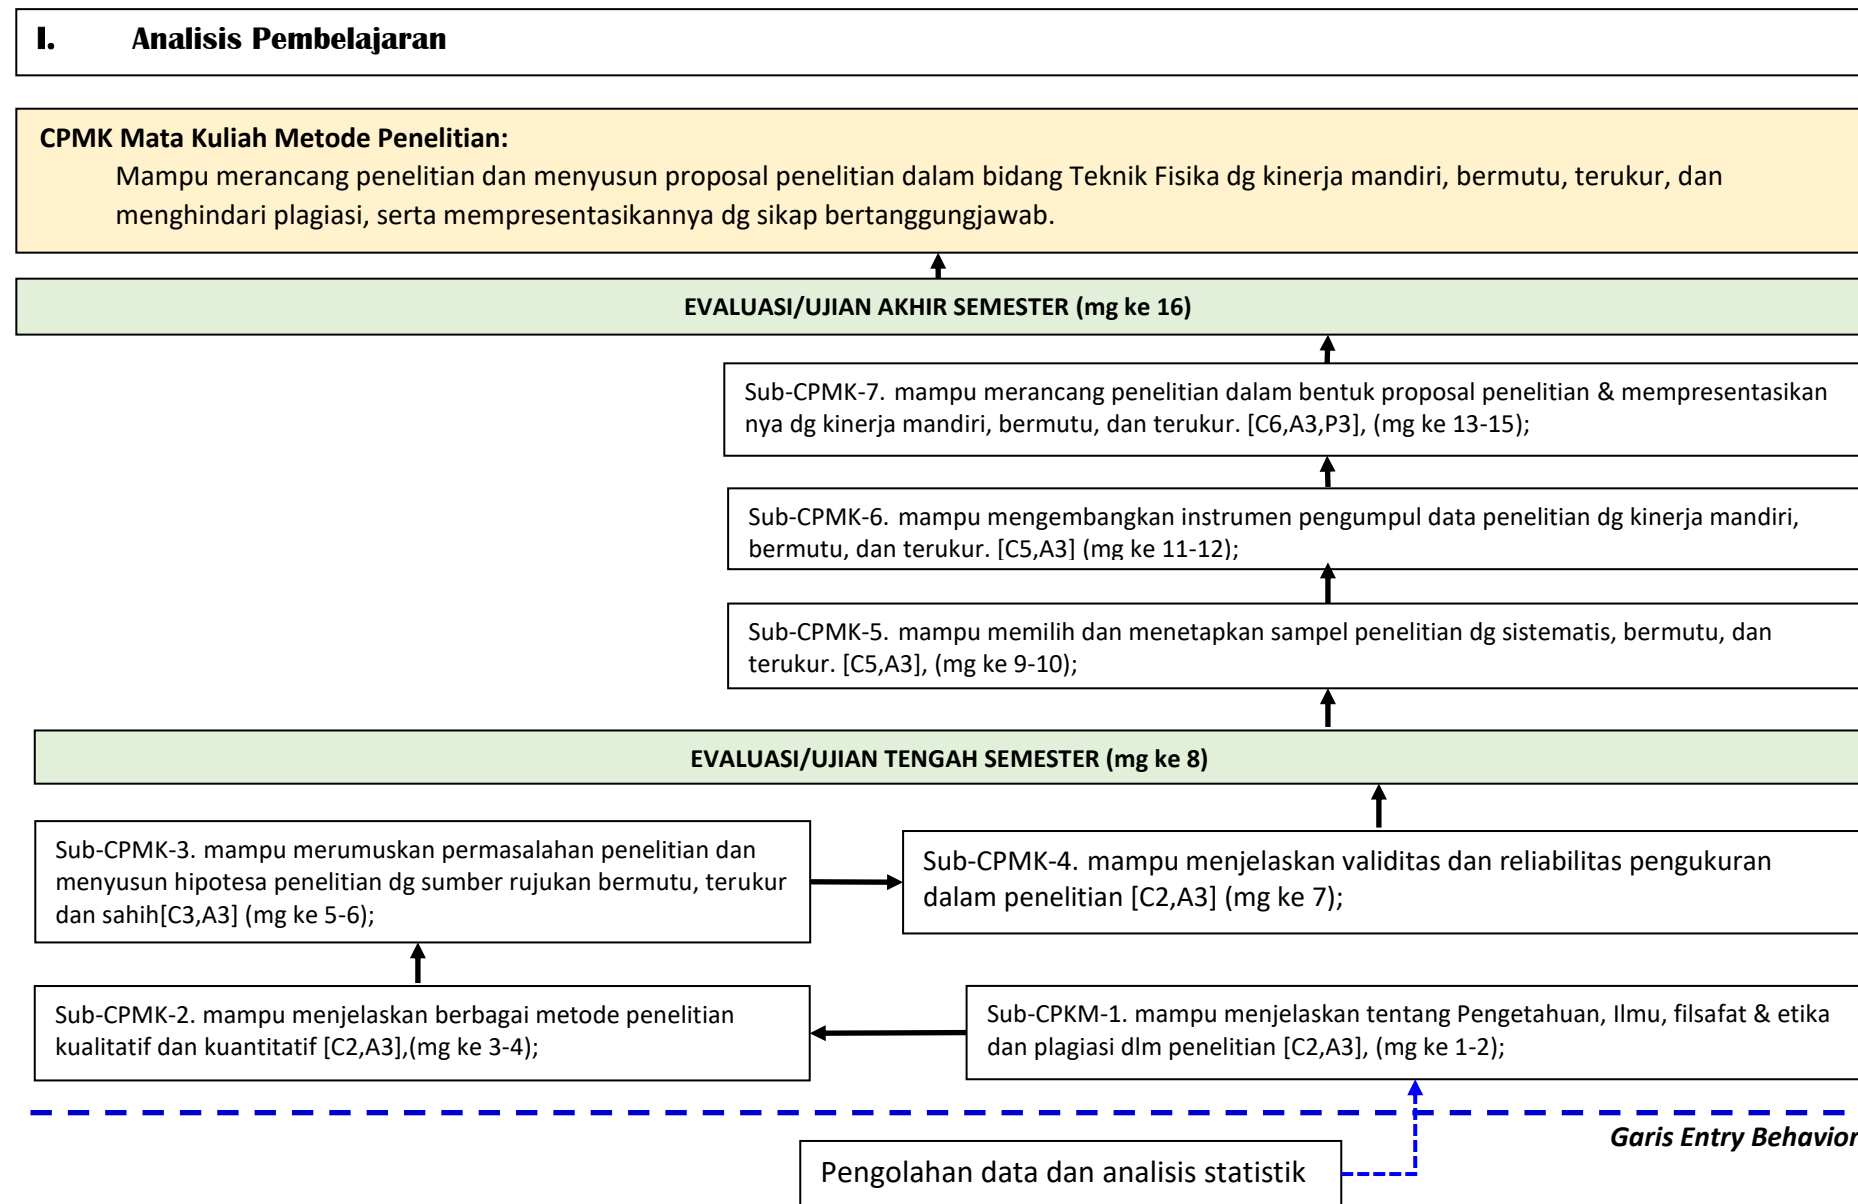 I. Analisis Pembelajaran
CPMK Mata Kuliah Metode Penelitian:
Mampu merancang penelitian dan menyusun proposal penelitian dalam bidang Teknik Fisika dg kinerja mandiri, bermutu, terukur, dan
menghindari plagiasi, serta mempresentasikannya dg sikap bertanggungjawab.
EVALUASI/UJIAN AKHIR SEMESTER (mg ke 16)
Sub-CPMK-7. mampu merancang penelitian dalam bentuk proposal penelitian & mempresentasikan
nya dg kinerja mandiri, bermutu, dan terukur. [C6,A3,P3], (mg ke 13-15);
Sub-CPMK-6. mampu mengembangkan instrumen pengumpul data penelitian dg kinerja mandiri,
bermutu, dan terukur. [C5,A3] (mg ke 11-12);
Sub-CPMK-5. mampu memilih dan menetapkan sampel penelitian dg sistematis, bermutu, dan
terukur. [C5,A3], (mg ke 9-10);
EVALUASI/UJIAN TENGAH SEMESTER (mg ke 8)
Sub-CPMK-3. mampu merumuskan permasalahan penelitian dan
menyusun hipotesa penelitian dg sumber rujukan bermutu, terukur
dan sahih[C3,A3] (mg ke 5-6);
Sub-CPMK-4. mampu menjelaskan validitas dan reliabilitas pengukuran
dalam penelitian [C2,A3] (mg ke 7);
Sub-CPMK-2. mampu menjelaskan berbagai metode penelitian
kualitatif dan kuantitatif [C2,A3],(mg ke 3-4);
Sub-CPKM-1. mampu menjelaskan tentang Pengetahuan, Ilmu, filsafat & etika
dan plagiasi dlm penelitian [C2,A3], (mg ke 1-2);
Garis Entry Behavior
Pengolahan data dan analisis statistik